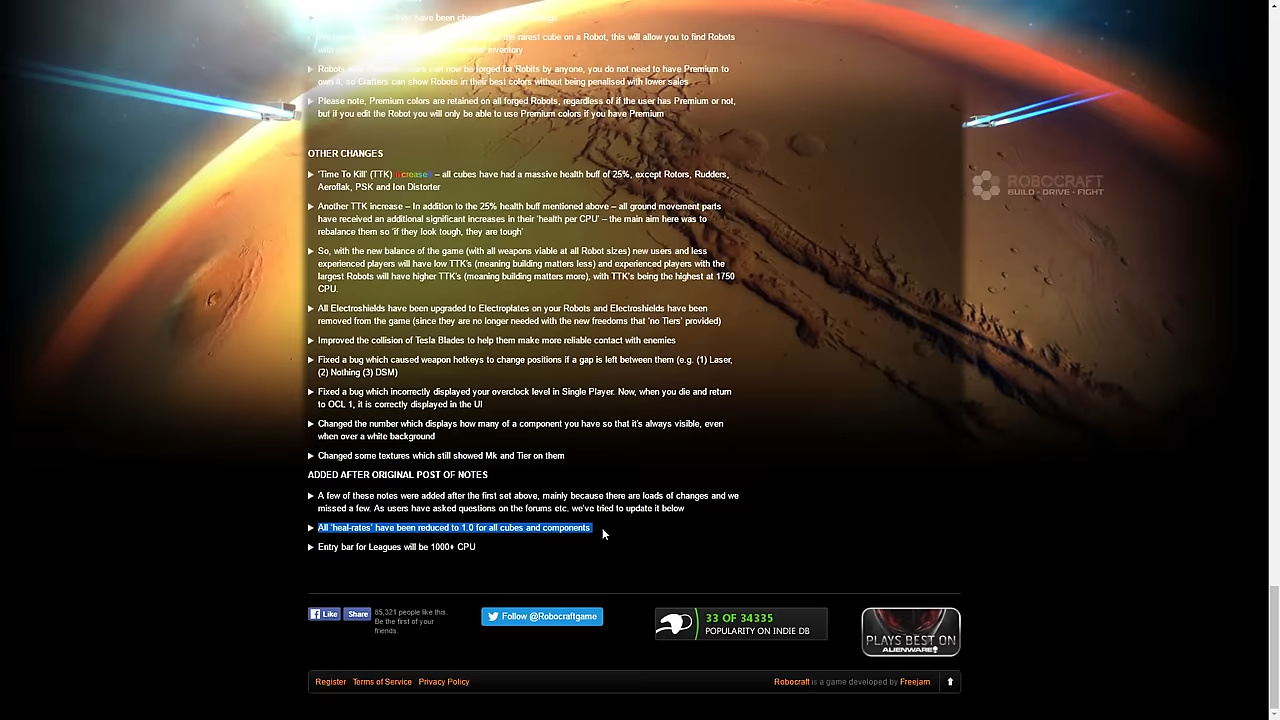 have been
the rarest cube on a Robot, this will allow you to find Robots
inventory
Robots can now be forged for Robits by anyone, you do not need to have Premium to
own it, so Crafters can show Robots in their best colors without being penalised with lower sales
Please note, Premium colors are retained on all forged Robots, regardless of if the user has Premium or not,
but if you edit the Robot you will only be able to use Premium colors if you have Premium
OTHER CHANGES
'Time To Kill' (TTK) increased – all cubes have had a massive health buff of 25%, except Rotors, Rudders,
Aeroflak, PSK and Ion Distorter
Another TTK increase – In addition to the 25% health buff mentioned above – all ground movement parts
have received an additional significant increases in their 'health per CPU' – the main aim here was to
rebalance them so 'if they look tough, they are tough'
So, with the new balance of the game (with all weapons viable at all Robot sizes) new users and less
experienced players will have low TTK's (meaning building matters less) and experienced players with the
largest Robots will have higher TTK's (meaning building matters more), with TTK's being the highest at 1750
CPU.
All Electroshields have been upgraded to Electroplates on your Robots and Electroshields have been
removed from the game (since they are no longer needed with the new freedoms that 'no Tiers' provided)
Improved the collision of Tesla Blades to help them make more reliable contact with enemies
Fixed a bug which caused weapon hotkeys to change positions if a gap is left between them (e.g. (1) Laser,
(2) Nothing (3) DSM)
Fixed a bug which incorrectly displayed your overclock level in Single Player. Now, when you die and return
to OCL 1, it is correctly displayed in the UI
Changed the number which displays how many of a component you have so that it's always visible, even
when over a white background
Changed some textures which still showed Mk and Tier on them
ADDED AFTER ORIGINAL POST OF NOTES
A few of these notes were added after the first set above, mainly because there are loads of changes and we
missed a few. As users have asked questions on the forums etc. we've tried to update it below
All 'heal-rates' have been reduced to 1.0 for all cubes and components
Entry bar for Leagues will be 1000+ CPU
ROBOCRAFT
BUILD · DRIVE · FIGHT
Like Share 85,321 people like this.
Be the first of your
friends.
Follow @Robocraftgame
33 OF 34335
POPULARITY ON INDIE DB
PLAYS BEST ON
ALIENWARE
Register Terms of Service Privacy Policy
Robocraft is a game developed by Freejam.